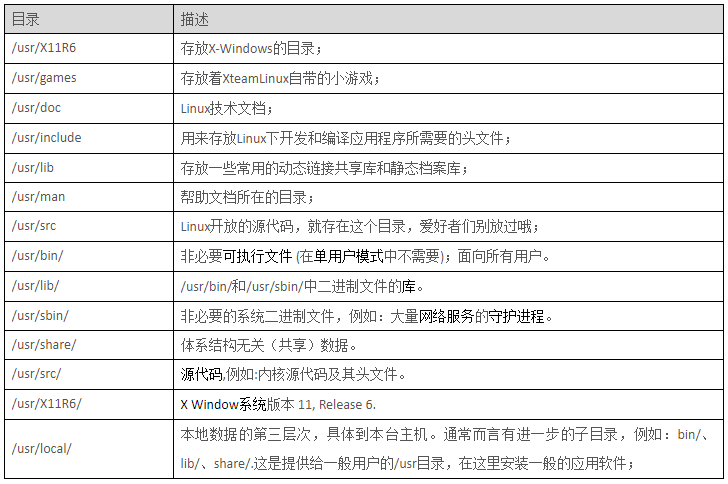 目录 描述
/usr/X11R6 存放X-Windows的目录；
/usr/games 存放着XteamLinux自带的小游戏；
/usr/doc Linux技术文档；
/usr/include 用来存放Linux下开发和编译应用程序所需要的头文件；
/usr/lib 存放一些常用的动态链接共享库和静态档案库；
/usr/man 帮助文档所在的目录；
/usr/src Linux开放的源代码，就存在这个目录，爱好者们别放过哦；
/usr/bin/ 非必要可执行文件 (在单用户模式中不需要)；面向所有用户。
/usr/lib/ /usr/bin/和/usr/sbin/中二进制文件的库。
/usr/sbin/ 非必要的系统二进制文件，例如：大量网络服务的守护进程。
/usr/share/ 体系结构无关（共享）数据。
/usr/src/ 源代码,例如:内核源代码及其头文件。
/usr/X11R6/ X Window系统版本 11, Release 6.
/usr/local/ 本地数据的第三层次，具体到本台主机。通常而言有进一步的子目录，例如：bin/、
lib/、share/.这是提供给一般用户的/usr目录，在这里安装一般的应用软件；